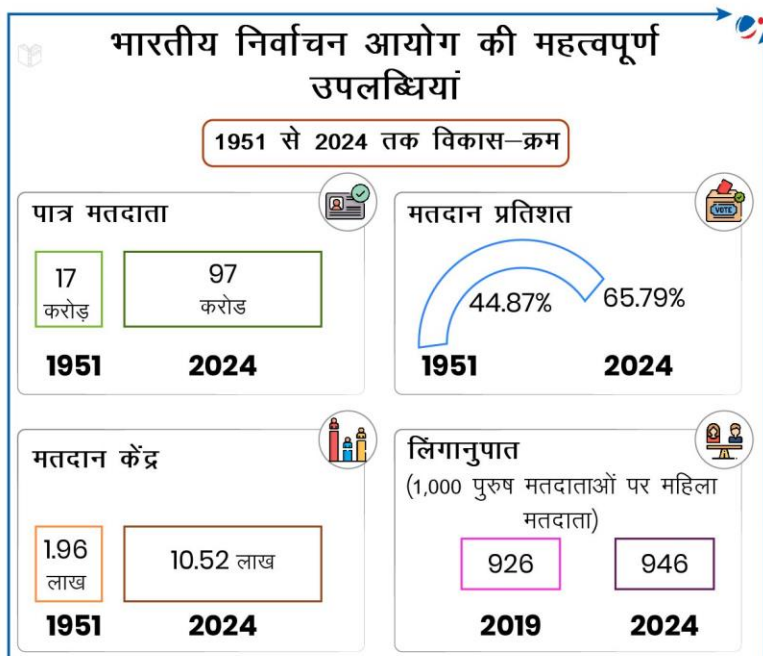 भारतीय निर्वाचन आयोग की महत्वपूर्ण
उपलब्धियां
1951 से 2024 तक विकास–क्रम
पात्र मतदाता
17
करोड़
97
करोड
1951
2024
मतदान प्रतिशत
VOTE
44.87%
65.79%
1951
2024
मतदान केंद्र
1.96
लाख
10.52 लाख
1951
2024
लिंगानुपात
(1,000 पुरुष मतदाताओं पर महिला
मतदाता)
926
946
2019
2024